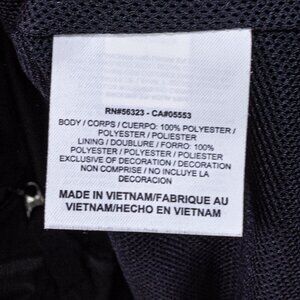 RN#56323 - CA#05553
BODY / CORPS / CUERPO: 100% POLYESTER /
POLYESTER / POLIESTER
LINING / DOUBLURE / FORRO: 100%
POLYESTER / POLYESTER / POLIESTER
EXCLUSIVE OF DECORATION / DECORATION
NON COMPRISE / NO INCLUYE LA
DECORACION
MADE IN VIETNAM/FABRIQUE AU
VIETNAM/HECHO EN VIETNAM